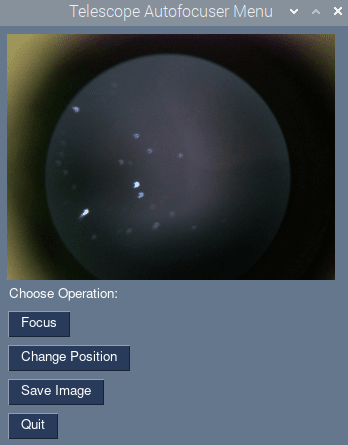 Telescope Autofocuser Menu
Choose Operation:
Focus
Change Position
Save Image
Quit